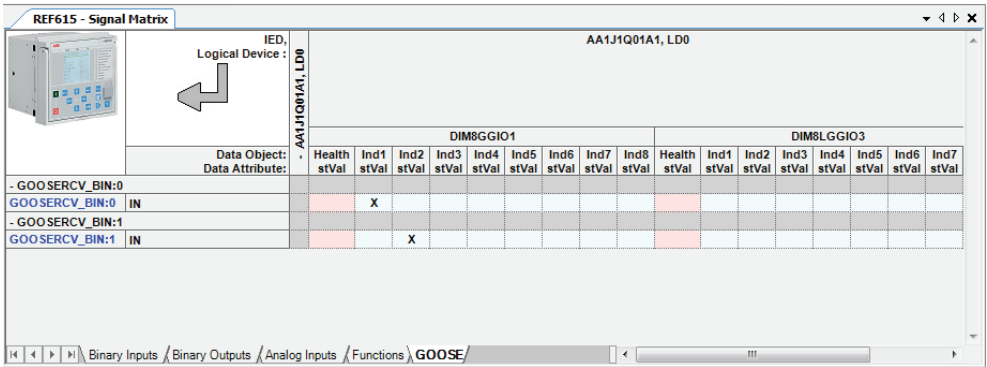 REF615 - Signal Matrix
IED,
Logical Device :
- AA1J1Q01A1, LD0
AA1J1Q01A1, LD0
DIM8GGIO1 DIM8LGGIO3
Data Object: Health Ind1 Ind2 Ind3 Ind4 Ind5 Ind6 Ind7 Ind8 Health Ind1 Ind2 Ind3 Ind4 Ind5 Ind6 Ind7
Data Attribute: stVal stVal stVal stVal stVal stVal stVal stVal stVal stVal stVal stVal stVal stVal stVal stVal stVal
- GOOSERCV_BIN:0
GOOSERCV_BIN:0 IN X
- GOOSERCV_BIN:1
GOOSERCV_BIN:1 IN X
Binary Inputs Binary Outputs Analog Inputs Functions GOOSE